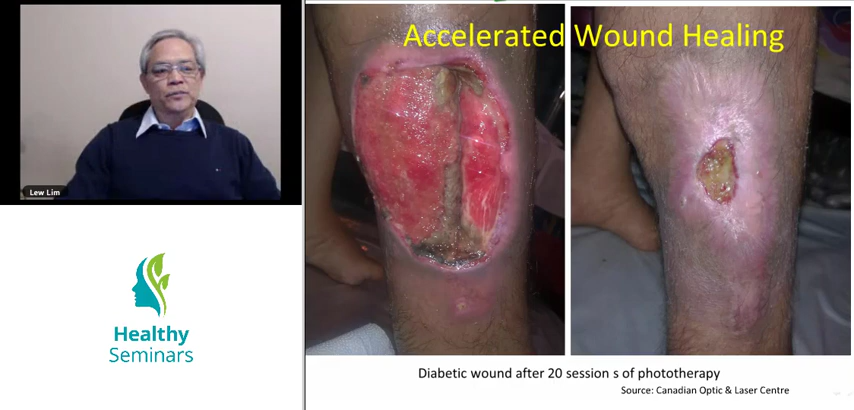 Accelerated Wound Healing
Lew Lim
Healthy
Seminars
Diabetic wound after 20 session s of phototherapy
Source: Canadian Optic & Laser Centre